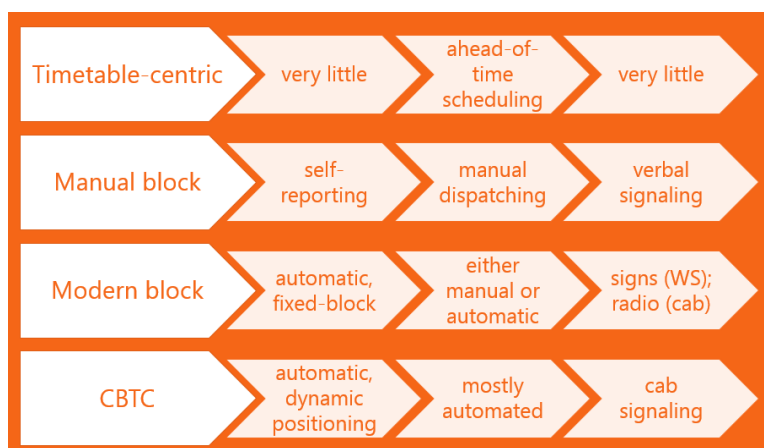 Timetable-centric
very little
ahead-of-
time
scheduling
very little
Manual block
self-
reporting
manual
dispatching
verbal
signaling
Modern block
automatic,
fixed-block
either
manual or
automatic
signs (WS);
radio (cab)
CBTC
automatic,
dynamic
positioning
mostly
automated
cab
signaling